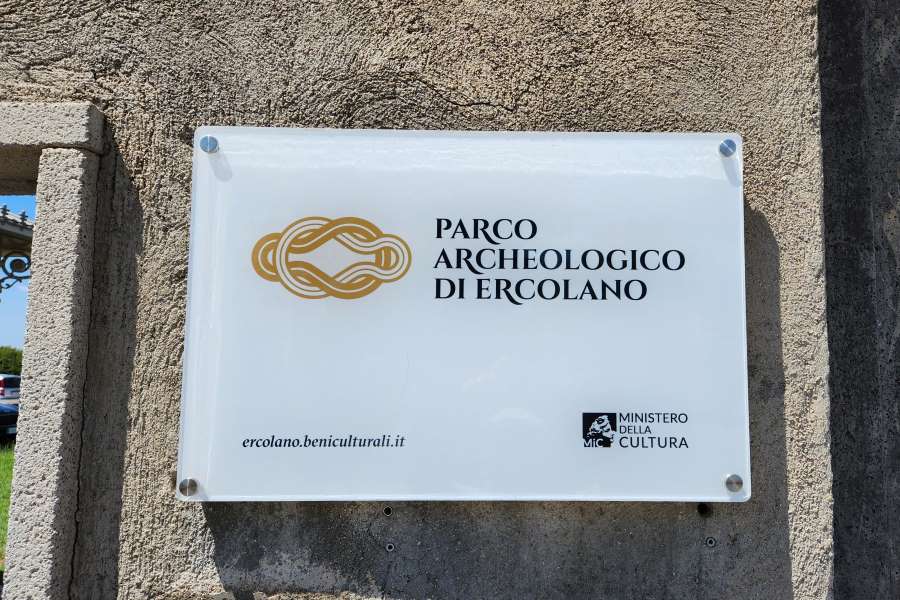 PARCO
ARCHEOLOGICO
DI ERCOLANO
ercolano.beniculturali.it
MiC
MINISTERO
DELLA
CULTURA